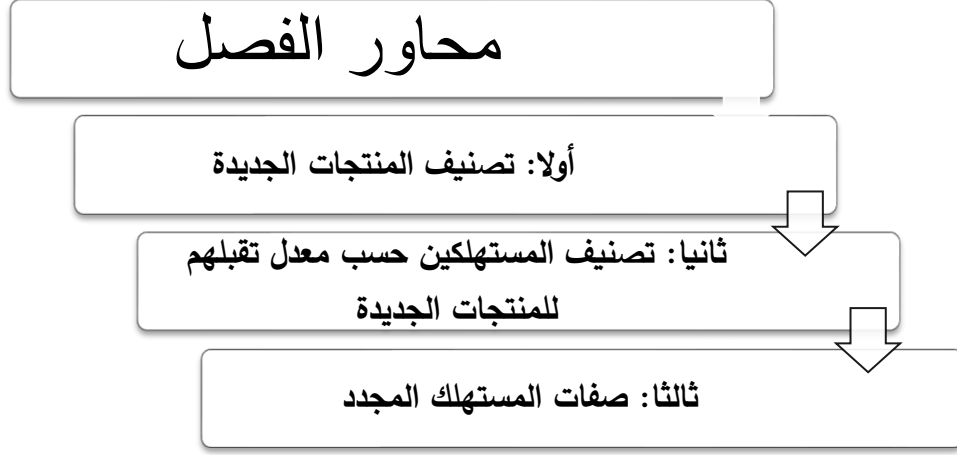 محاور الفصل
أولا: تصنيف المنتجات الجديدة
ثانيا: تصنيف المستهلكين حسب معدل تقبلهم
للمنتجات الجديدة
ثالثا: صفات المستهلك المجدد